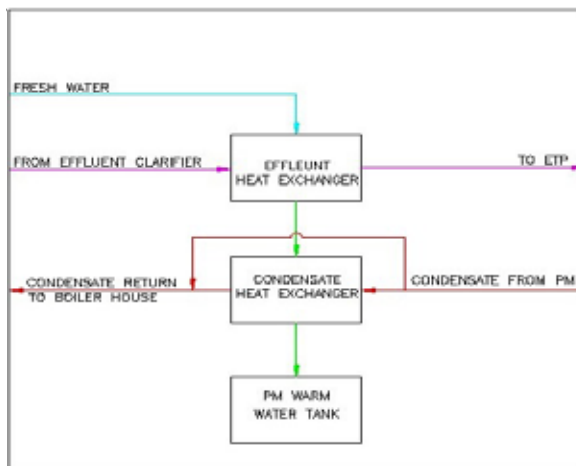 FRESH WATER
FROM EFFLUENT CLARIFIER
EFFLEUNT
HEAT EXCHANGER
TO ETP
CONDENSATE RETURN
TO BOILER HOUSE
CONDENSATE
HEAT EXCHANGER
CONDENSATE FROM PM
PM WARM
WATER TANK